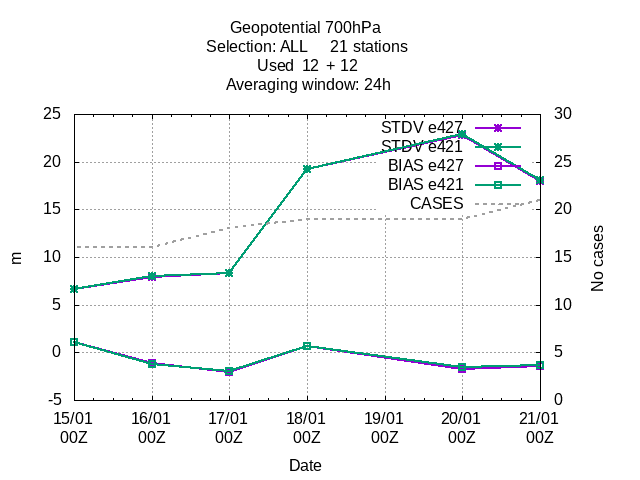 Geopotential 700hPa
Selection: ALL 21 stations
Used 12 + 12
Averaging window: 24h
25 30
STDV e427
STDV e421
20 25
BIAS e427
BIAS e421
CASES
15 20
10 15
m
No cases
5 10
0 5
-5 0
15/01 16/01 17/01 18/01 19/01 20/01 21/01
00Z 00Z 00Z 00Z 00Z 00Z 00Z
Date